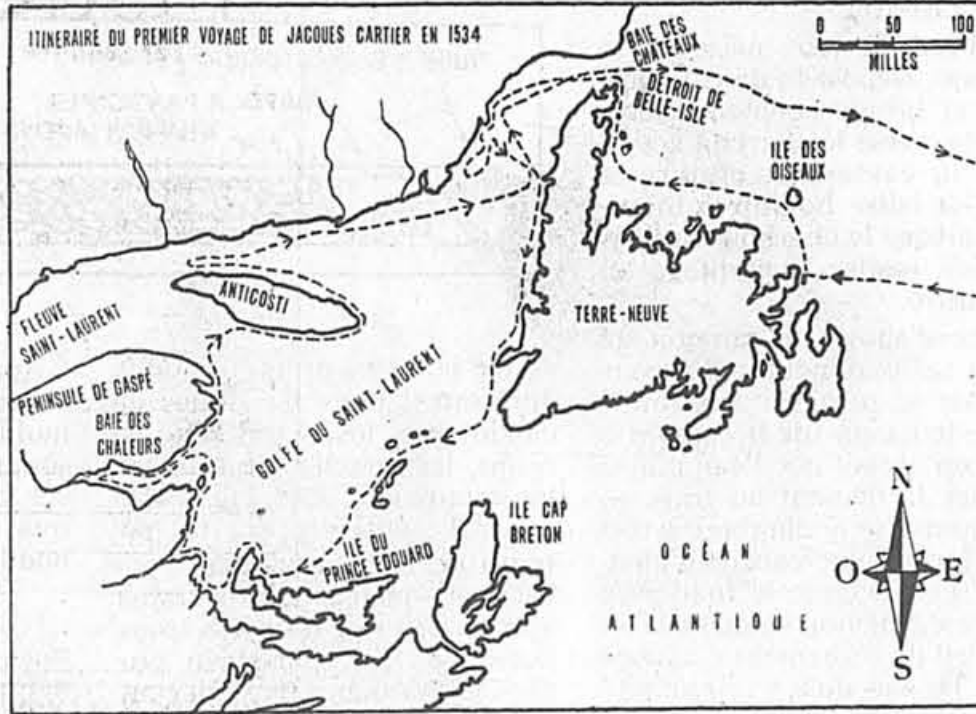 ITINERAIRE DU PREMIER VOYAGE DE JACQUES CARTIER EN 1534
0 50 100
MILLES
BAIE DES
CHATEAUX
DÉTROIT DE
BELLE-ISLE
ILE DES
OISEAUX
ANTICOSTI
TERRE-NEUVE
FLEUVE
SAINT-LAURENT
PENINSULE DE GASPÉ
BAIE DES
CHALEURS
GOLFE DU SAINT-LAURENT
ILE DU
PRINCE EDOUARD
ILE CAP
BRETON
OCÉAN
ATLANTIQUE
N
O E
S